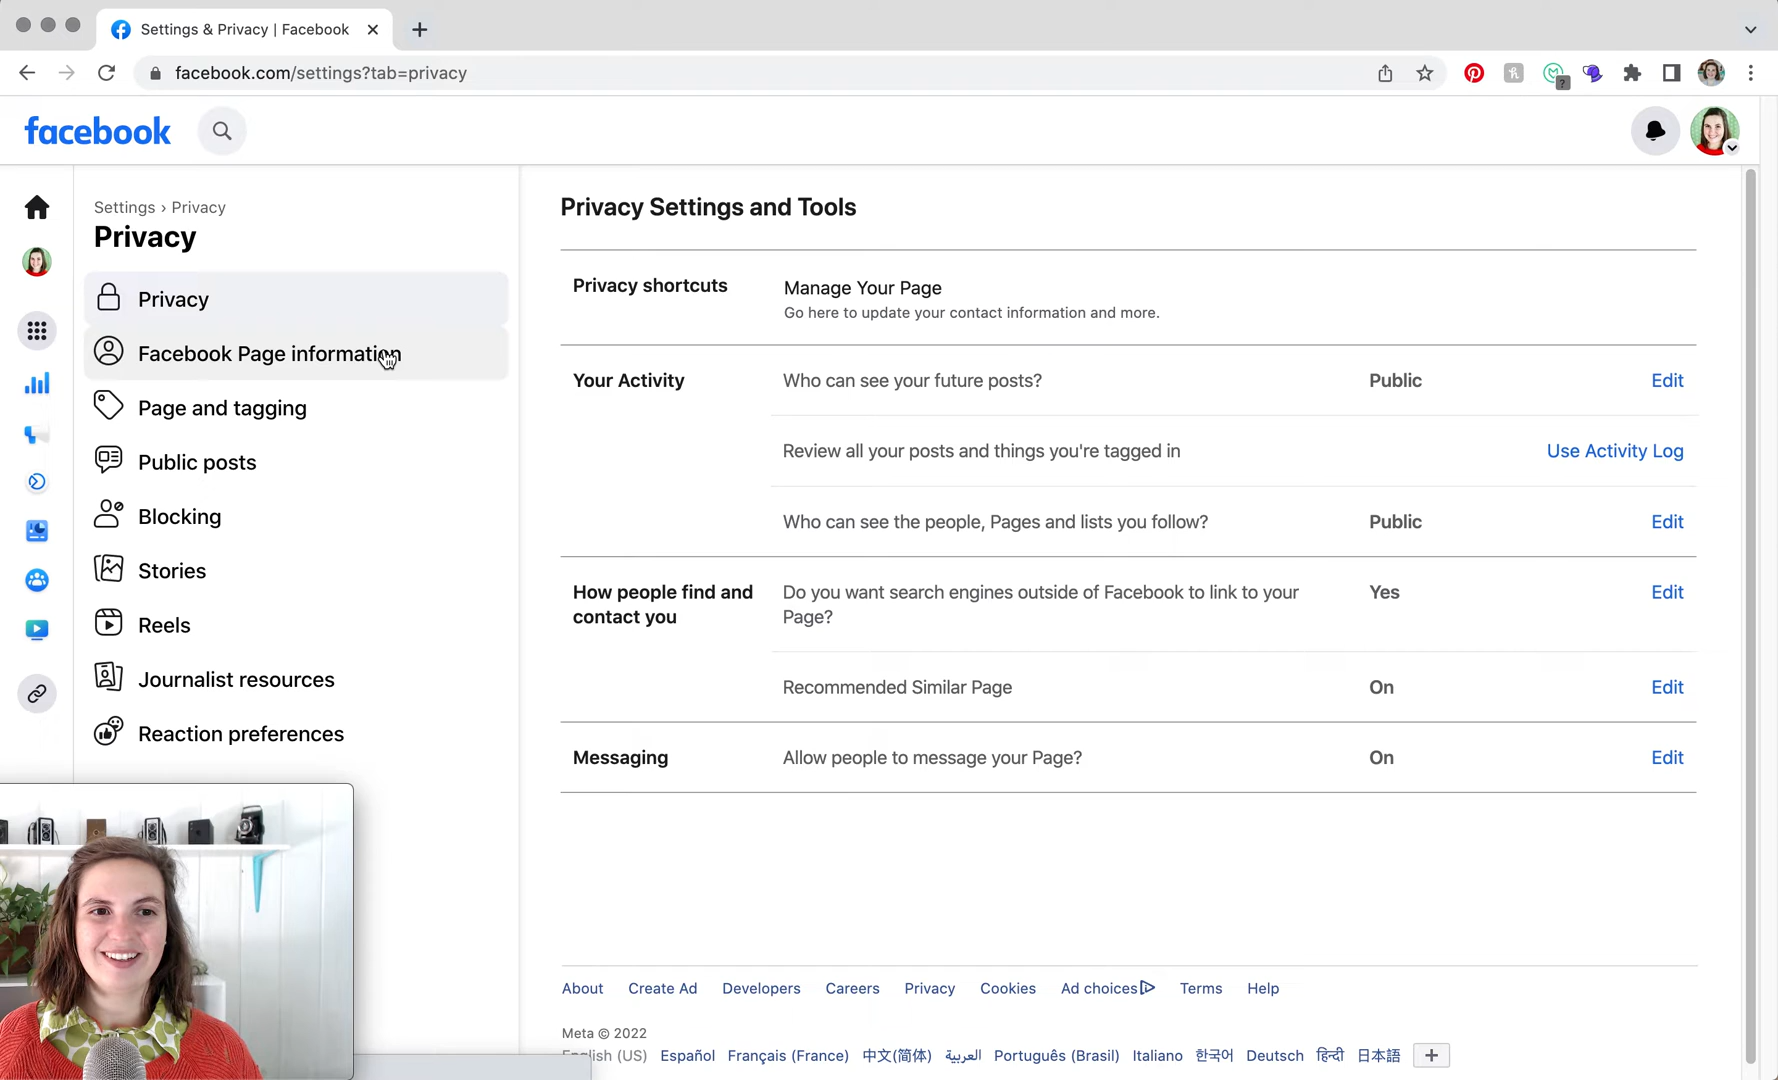 Settings & Privacy | Facebook
facebook.com/settings?tab=privacy
facebook
Settings › Privacy
Privacy
Privacy
Facebook Page information
Page and tagging
Public posts
Blocking
Stories
Reels
Journalist resources
Reaction preferences
Privacy Settings and Tools
Privacy shortcuts
Manage Your Page
Go here to update your contact information and more.
Your Activity
Who can see your future posts? Public Edit
Review all your posts and things you're tagged in Use Activity Log
Who can see the people, Pages and lists you follow? Public Edit
How people find and
contact you
Do you want search engines outside of Facebook to link to your
Page?
Yes Edit
Recommended Similar Page On Edit
Messaging
Allow people to message your Page? On Edit
About Create Ad Developers Careers Privacy Cookies Ad choices Terms Help
Meta © 2022
English (US) Español Français (France) 中文(简体) العربية Português (Brasil) Italiano 한국어 Deutsch हिन्दी 日本語